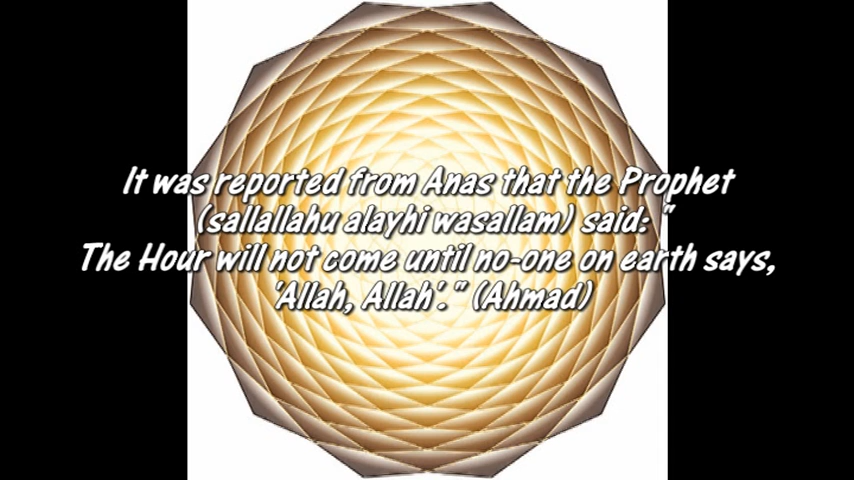 It was reported from Anas that the Prophet
(sallallahu alayhi wasallam) said: "
The Hour will not come until no-one on earth says,
'Allah, Allah'." (Ahmad)